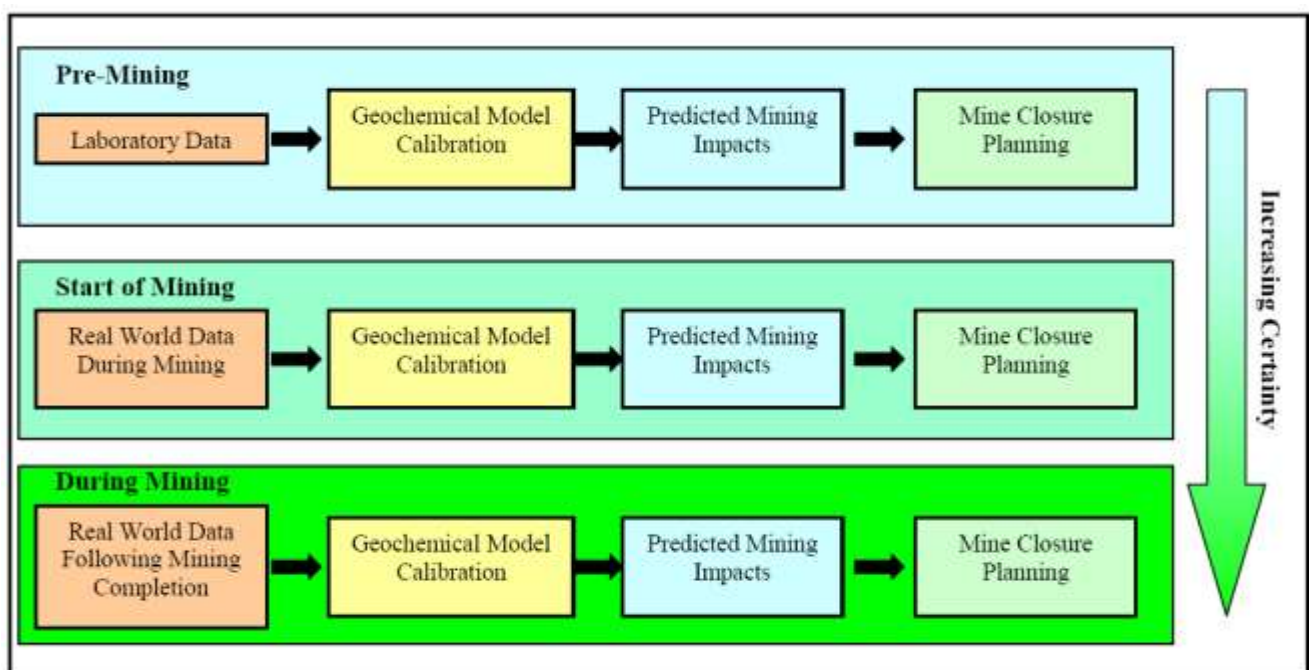 Pre-Mining
Laboratory Data
Geochemical Model
Calibration
Predicted Mining
Impacts
Mine Closure
Planning
Start of Mining
Real World Data
During Mining
Geochemical Model
Calibration
Predicted Mining
Impacts
Mine Closure
Planning
During Mining
Real World Data
Following Mining
Completion
Geochemical Model
Calibration
Predicted Mining
Impacts
Mine Closure
Planning
Increasing Certainty